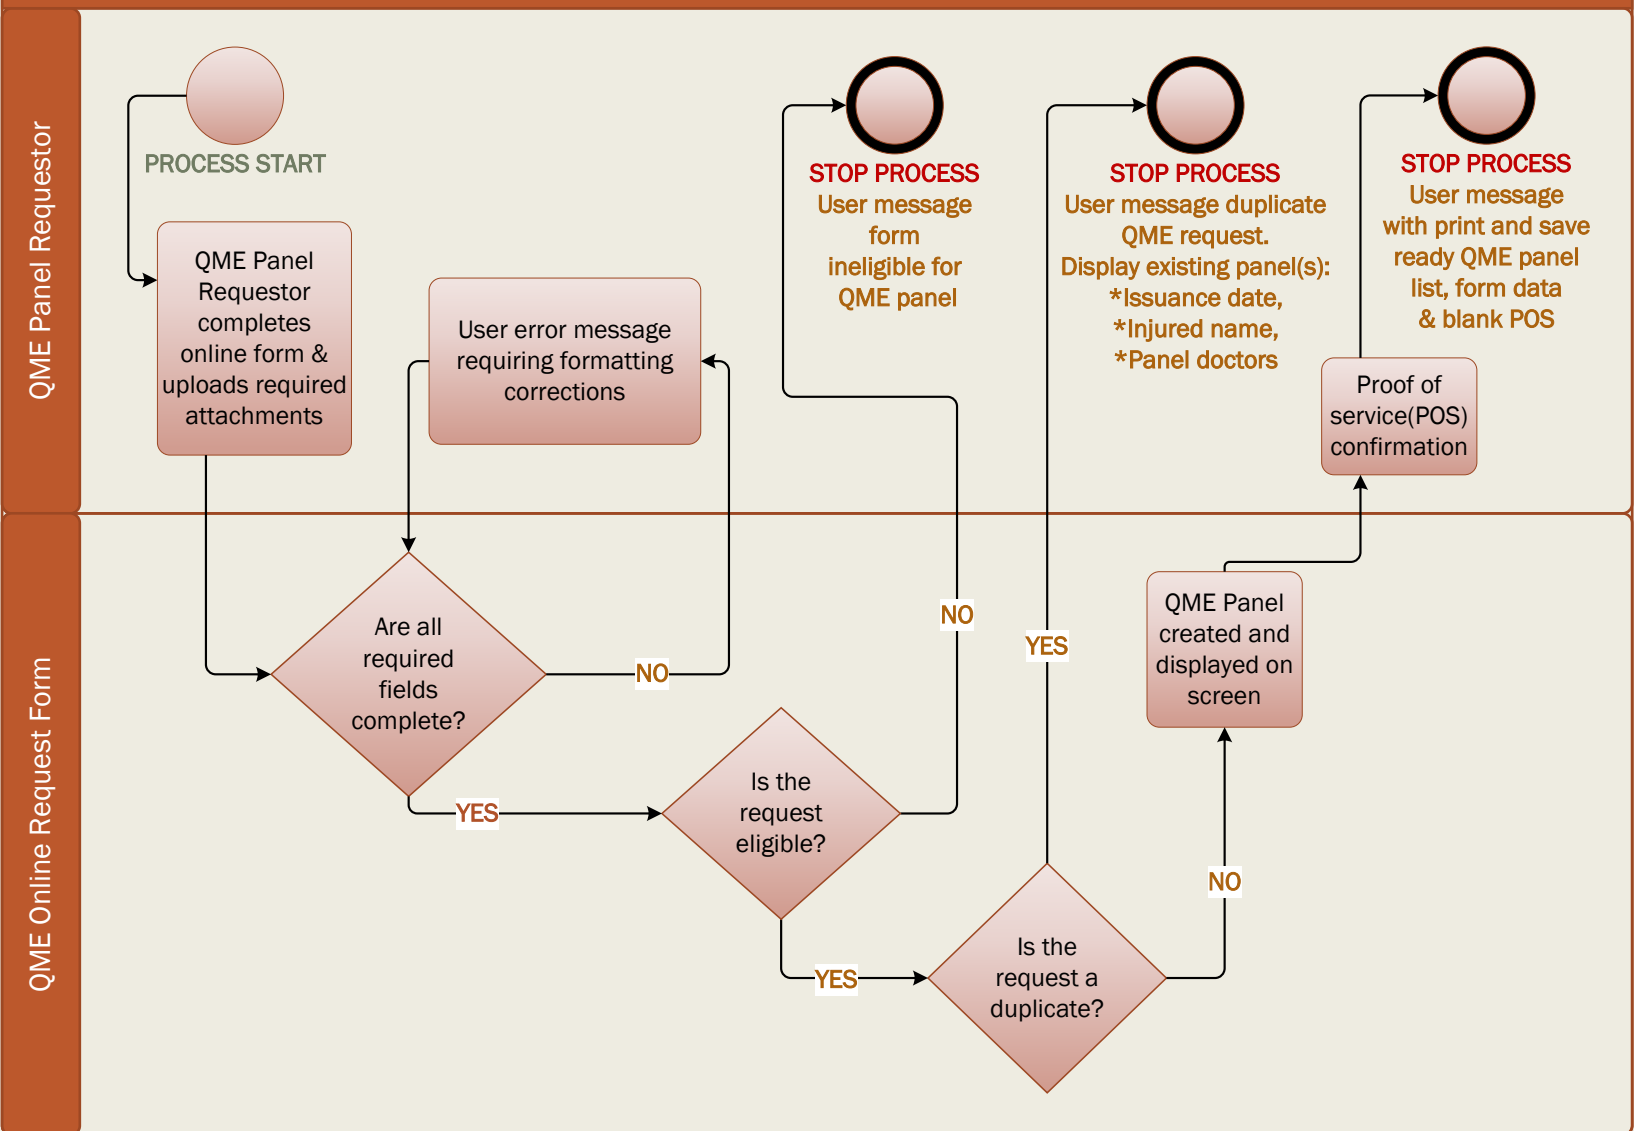 QME Panel Requestor
PROCESS START
QME Panel
Requestor
completes
online form &
uploads required
attachments
User error message
requiring formatting
corrections
STOP PROCESS
User message
form
ineligible for
QME panel
STOP PROCESS
User message duplicate
QME request.
Display existing panel(s):
*Issuance date,
*Injured name,
*Panel doctors
STOP PROCESS
User message
with print and save
ready QME panel
list, form data
& blank POS
Proof of
service(POS)
confirmation
QME Online Request Form
Are all
required
fields
complete?
NO
YES
Is the
request
eligible?
NO
YES
Is the
request a
duplicate?
YES
NO
QME Panel
created and
displayed on
screen